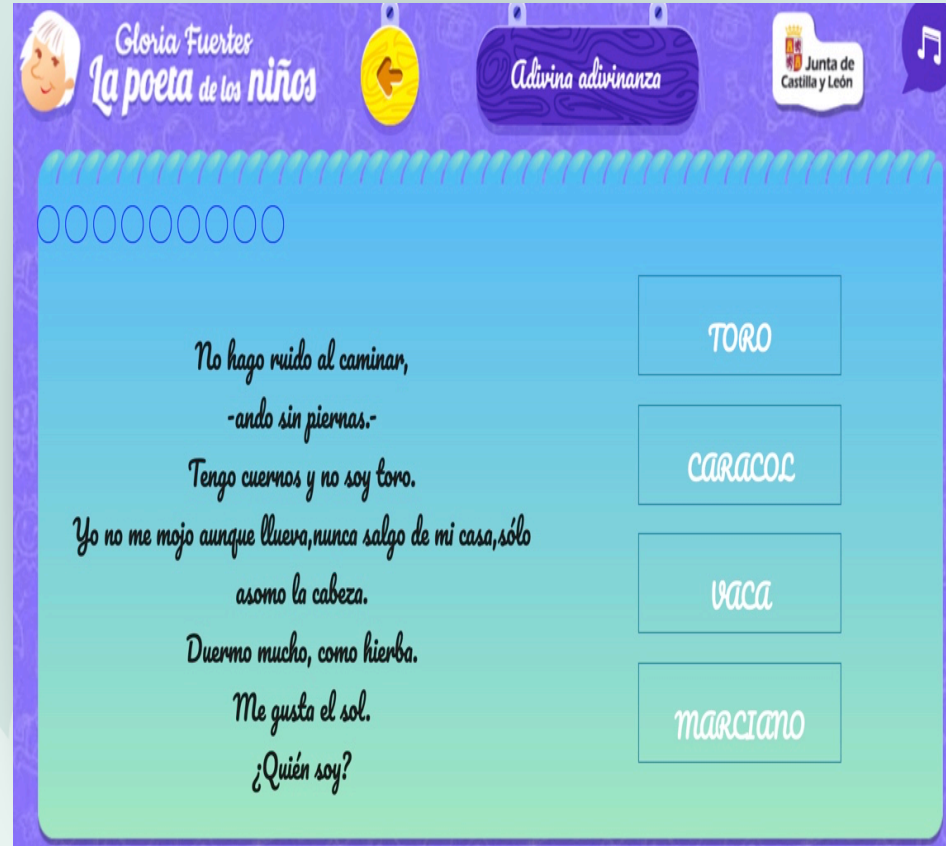 Gloria Fuertes
La poeta de los niños
Adivina adivinanza
Junta de
Castilla y León
No hago ruido al caminar,
-ando sin piernas.-
Tengo cuernos y no soy toro.
Yo no me mojo aunque llueva,nunca salgo de mi casa,sólo
asomo la cabeza.
Duermo mucho, como hierba.
Me gusta el sol.
¿Quién soy?
TORO
CARACOL
VACA
MARCIANO